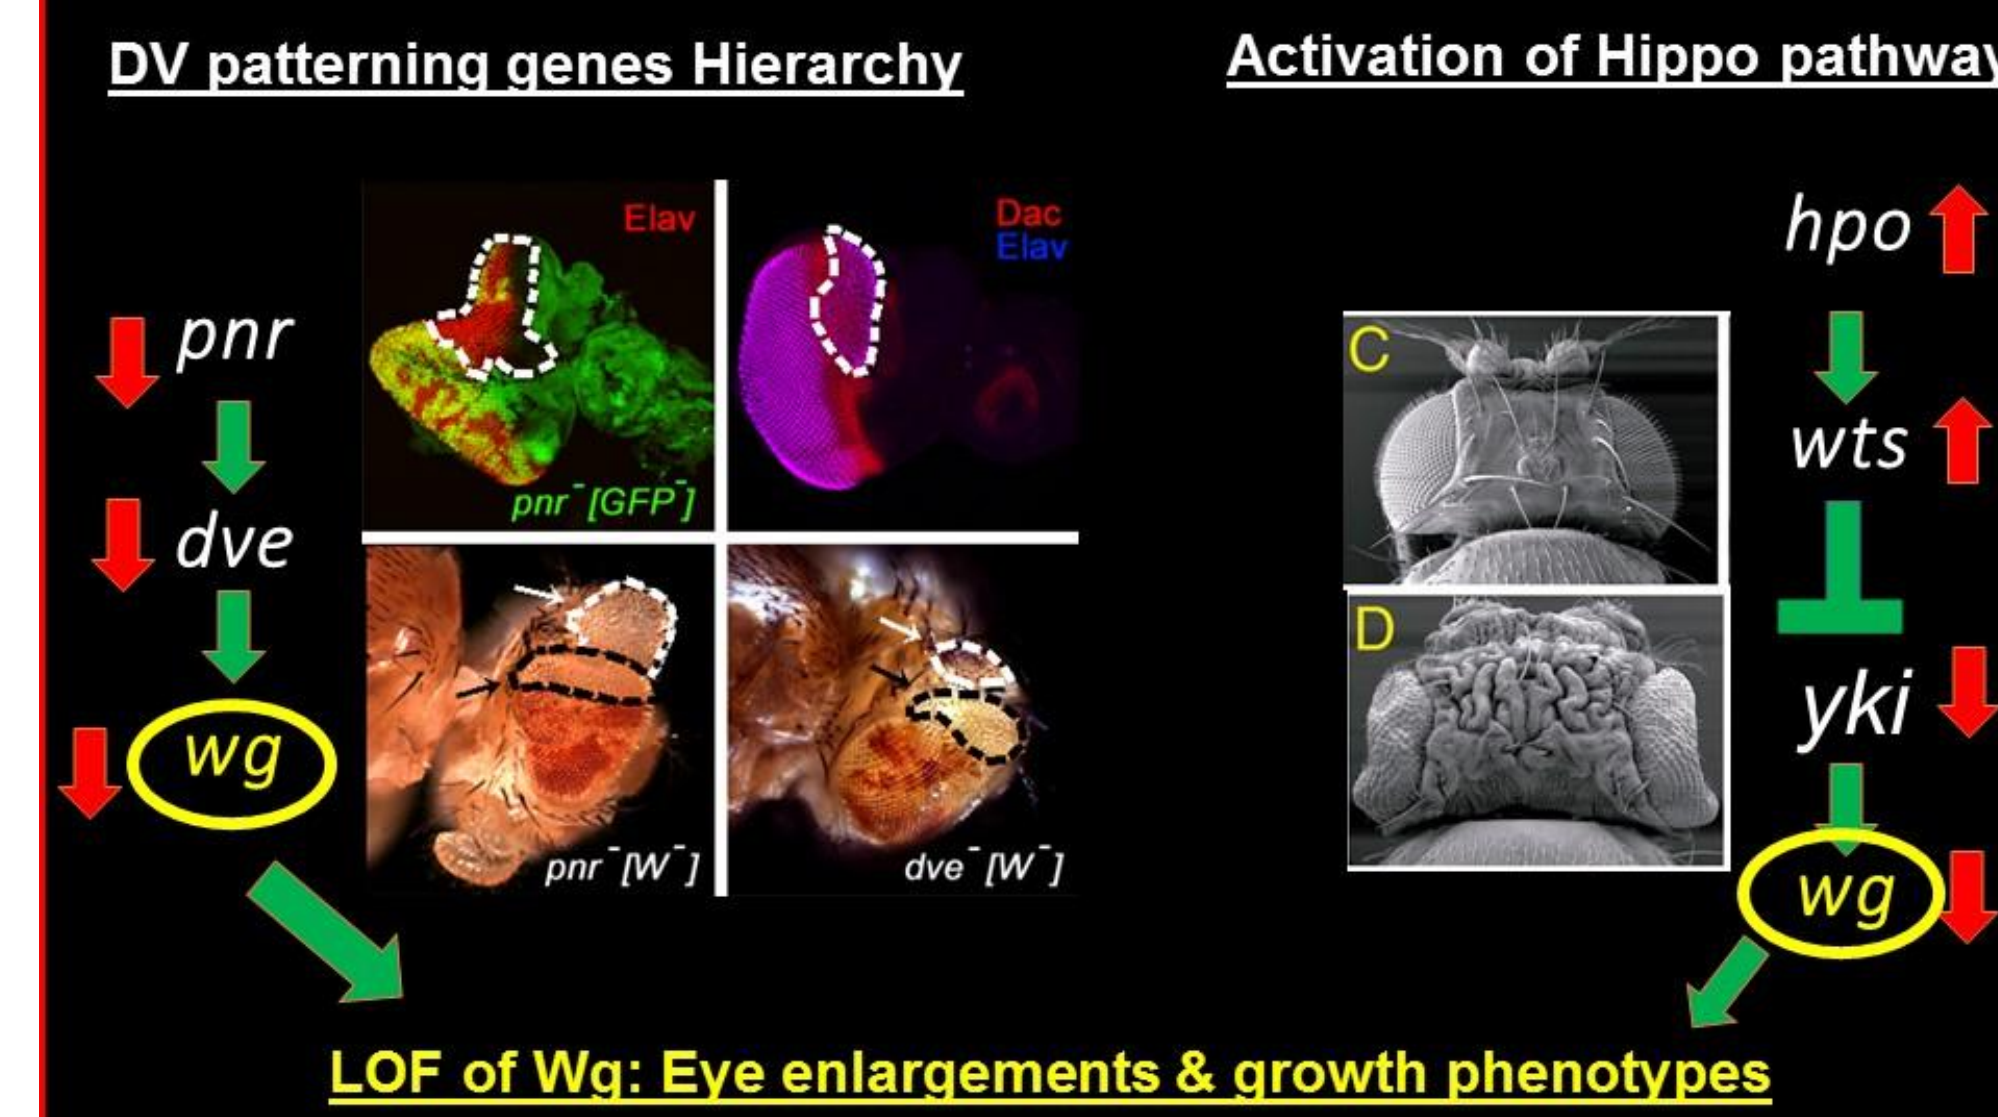 DV patterning genes Hierarchy
Activation of Hippo pathway
pnr
dve
wg
Elav
pnr⁻[GFP⁻]
Dac
Elav
pnr⁻[W⁻]
dve⁻[W⁻]
C
D
hpo
wts
yki
wg
LOF of Wg: Eye enlargements & growth phenotypes